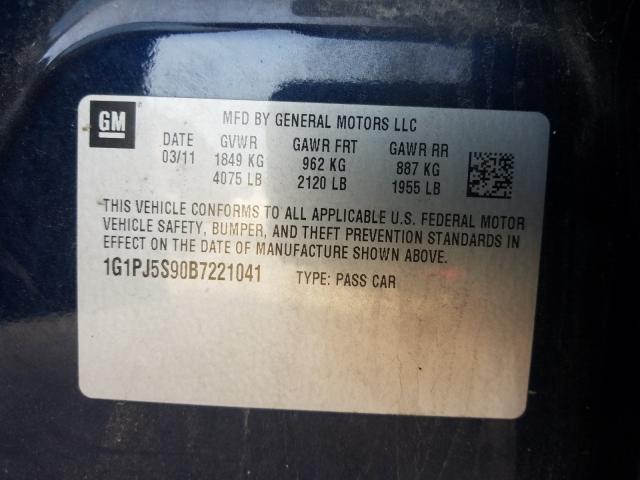 GM
MFD BY GENERAL MOTORS LLC
DATE GVWR GAWR FRT GAWR RR
03/11 1849 KG 962 KG 887 KG
4075 LB 2120 LB 1955 LB
THIS VEHICLE CONFORMS TO ALL APPLICABLE U.S. FEDERAL MOTOR
VEHICLE SAFETY, BUMPER, AND THEFT PREVENTION STANDARDS IN
EFFECT ON THE DATE OF MANUFACTURE SHOWN ABOVE.
1G1PJ5S90B7221041 TYPE: PASS CAR